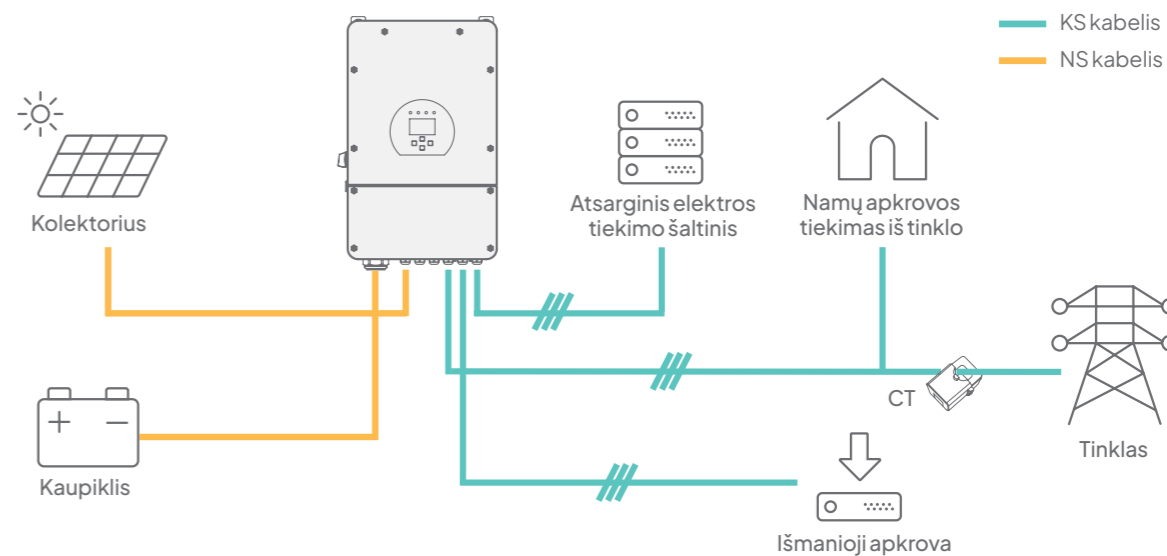 KS kabelis
NS kabelis
Kolektorius
Atsarginis elektros
tiekimo šaltinis
Namų apkrovos
tiekimas iš tinklo
CT
Tinklas
+ −
Kaupiklis
Išmanioji apkrova